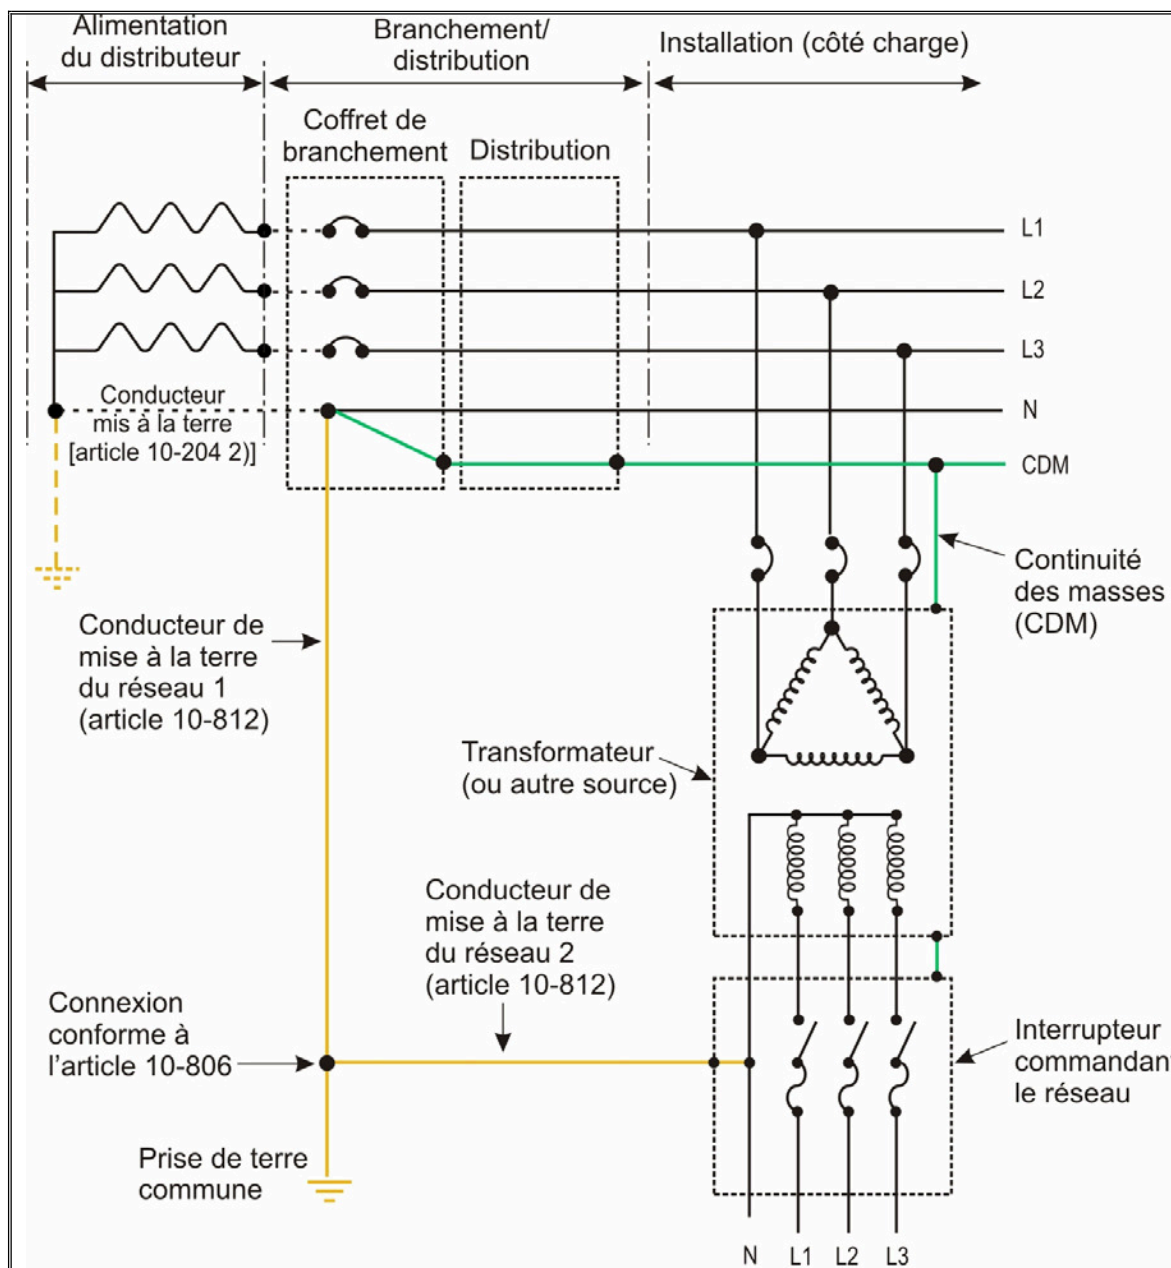 Alimentation
du distributeur
Branchement/
distribution
Installation (côté charge)
Coffret de
branchement
Distribution
L1
L2
L3
Conducteur
mis à la terre
[article 10-204 2)]
N
CDM
Continuité
des masses
(CDM)
Conducteur de
mise à la terre
du réseau 1
(article 10-812)
Transformateur
(ou autre source)
Conducteur de
mise à la terre
du réseau 2
(article 10-812)
Connexion
conforme à
l'article 10-806
Interrupteur
commandant
le réseau
Prise de terre
commune
N L1 L2 L3